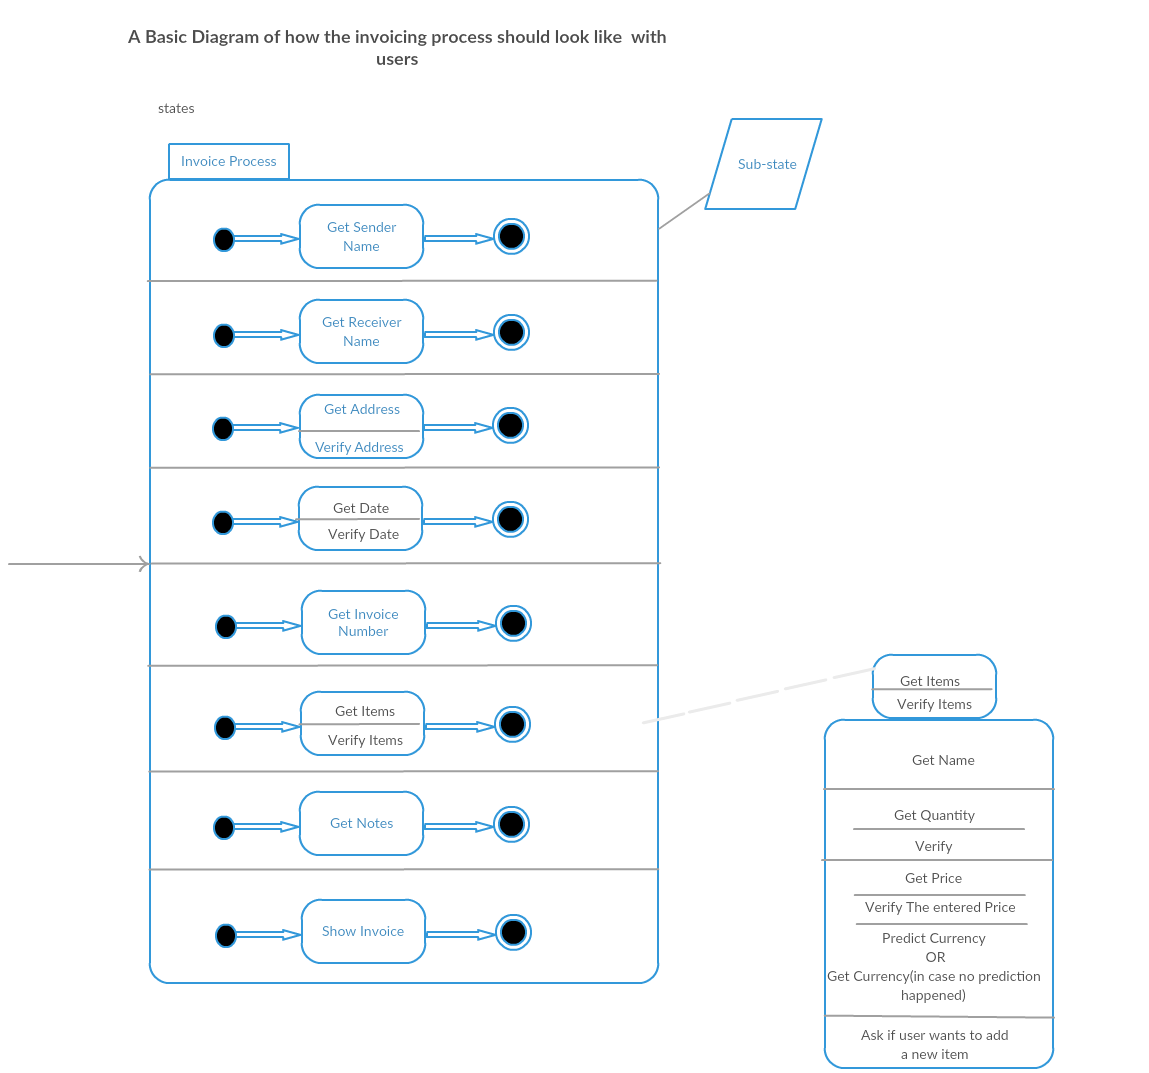 A Basic Diagram of how the invoicing process should look like  with
users
states
Invoice Process
Sub-state
Get Sender
Name
Get Receiver
Name
Get Address
Verify Address
Get Date
Verify Date
Get Invoice
Number
Get Items
Verify Items
Get Notes
Show Invoice
Get Items
Verify Items
Get Name
Get Quantity
Verify
Get Price
Verify The entered Price
Predict Currency
OR
Get Currency(in case no prediction
happened)
Ask if user wants to add
a new item